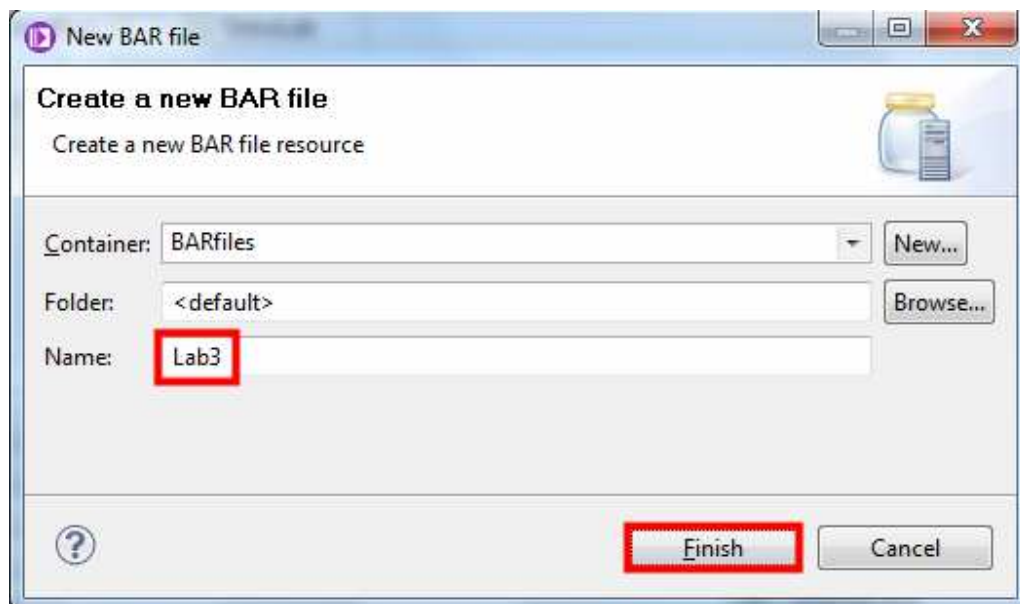 New BAR file
Create a new BAR file
Create a new BAR file resource
Container: BARfiles New...
Folder: <default> Browse...
Name: Lab3
Finish Cancel